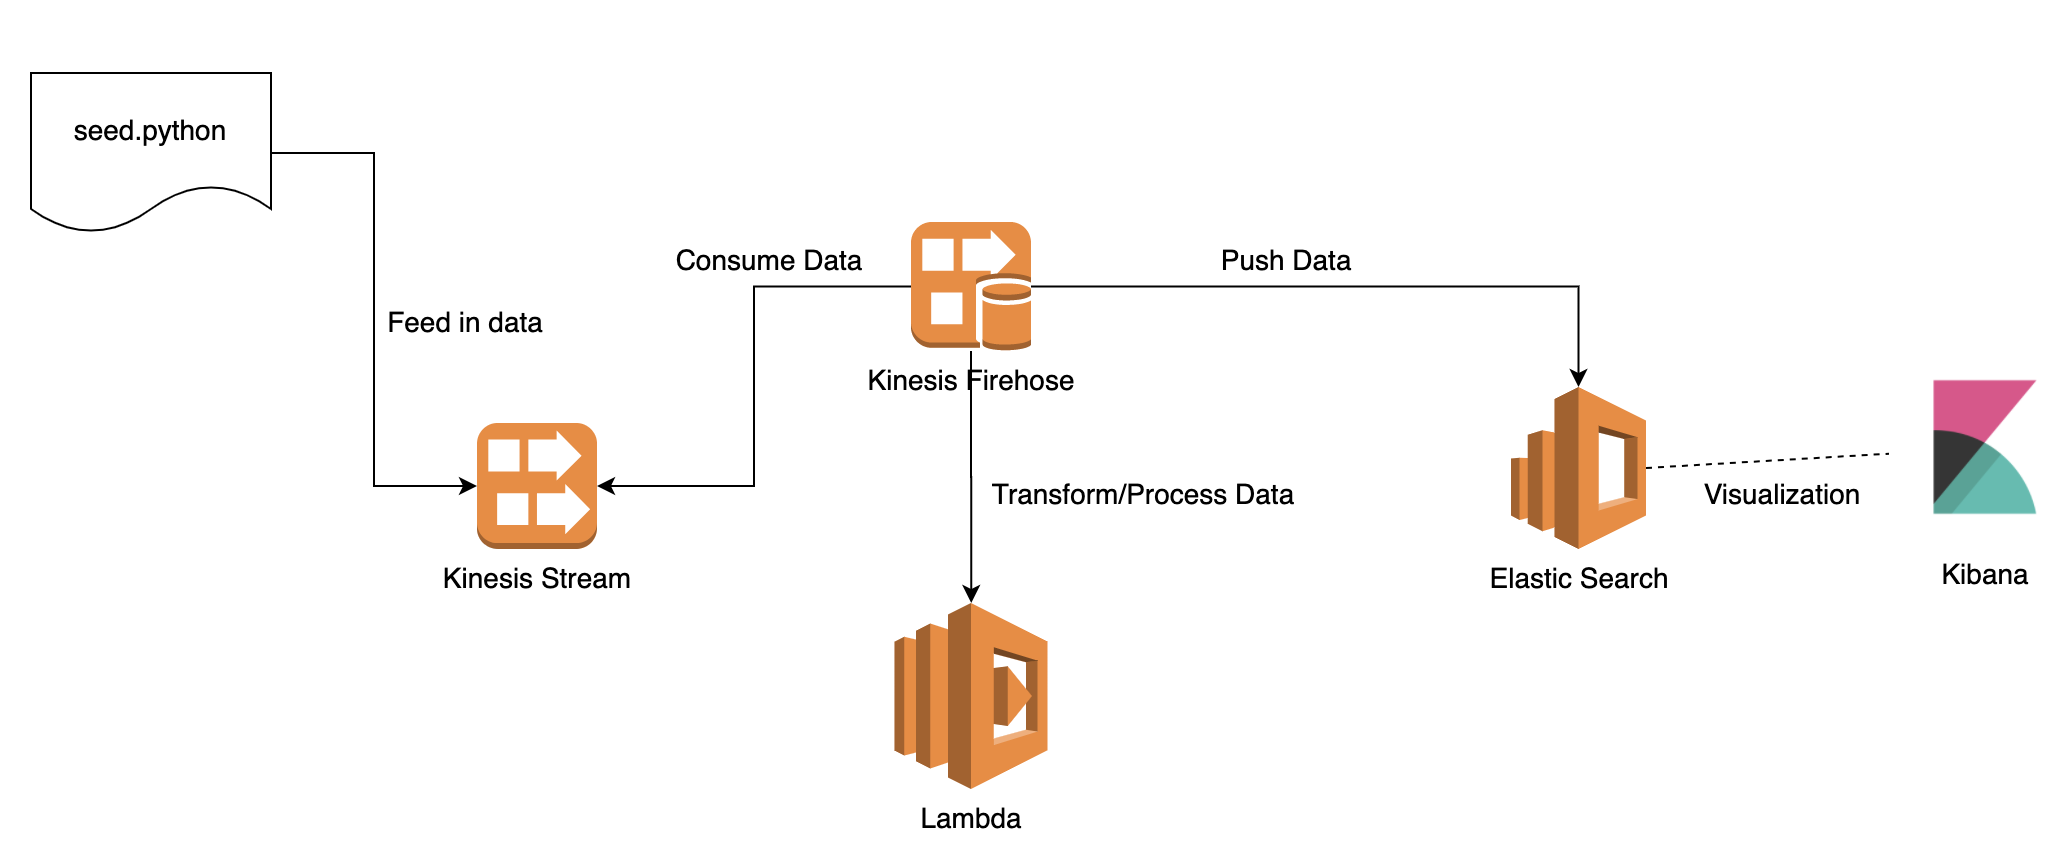 seed.python
Feed in data
Consume Data
Push Data
Kinesis Firehose
Transform/Process Data
Visualization
Kinesis Stream
Elastic Search
Kibana
Lambda